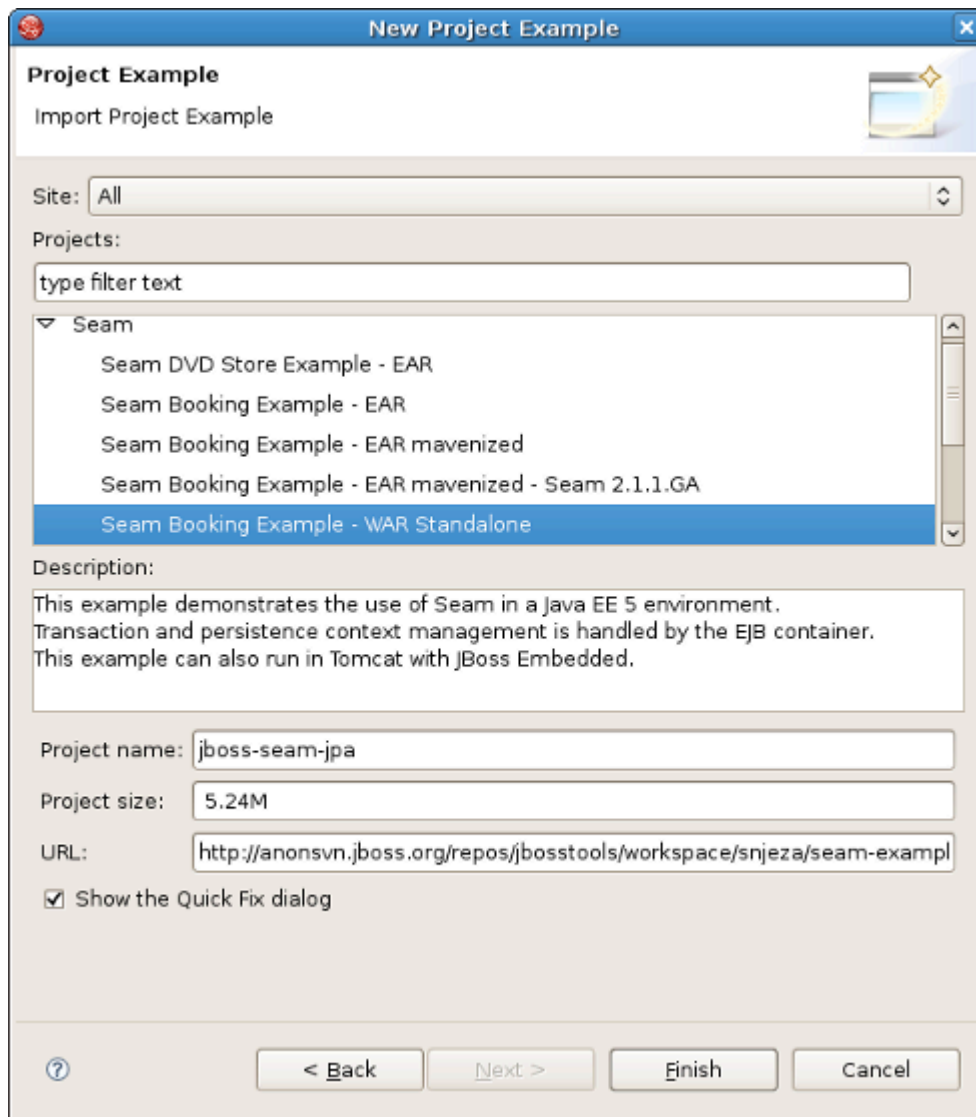 New Project Example
Project Example
Import Project Example
Site: All
Projects:
type filter text
Seam
Seam DVD Store Example - EAR
Seam Booking Example - EAR
Seam Booking Example - EAR mavenized
Seam Booking Example - EAR mavenized - Seam 2.1.1.GA
Seam Booking Example - WAR Standalone
Description:
This example demonstrates the use of Seam in a Java EE 5 environment.
Transaction and persistence context management is handled by the EJB container.
This example can also run in Tomcat with JBoss Embedded.
Project name: jboss-seam-jpa
Project size: 5.24M
URL: http://anonsvn.jboss.org/repos/jbosstools/workspace/snjeza/seam-exampl
Show the Quick Fix dialog
? < Back Next > Finish Cancel